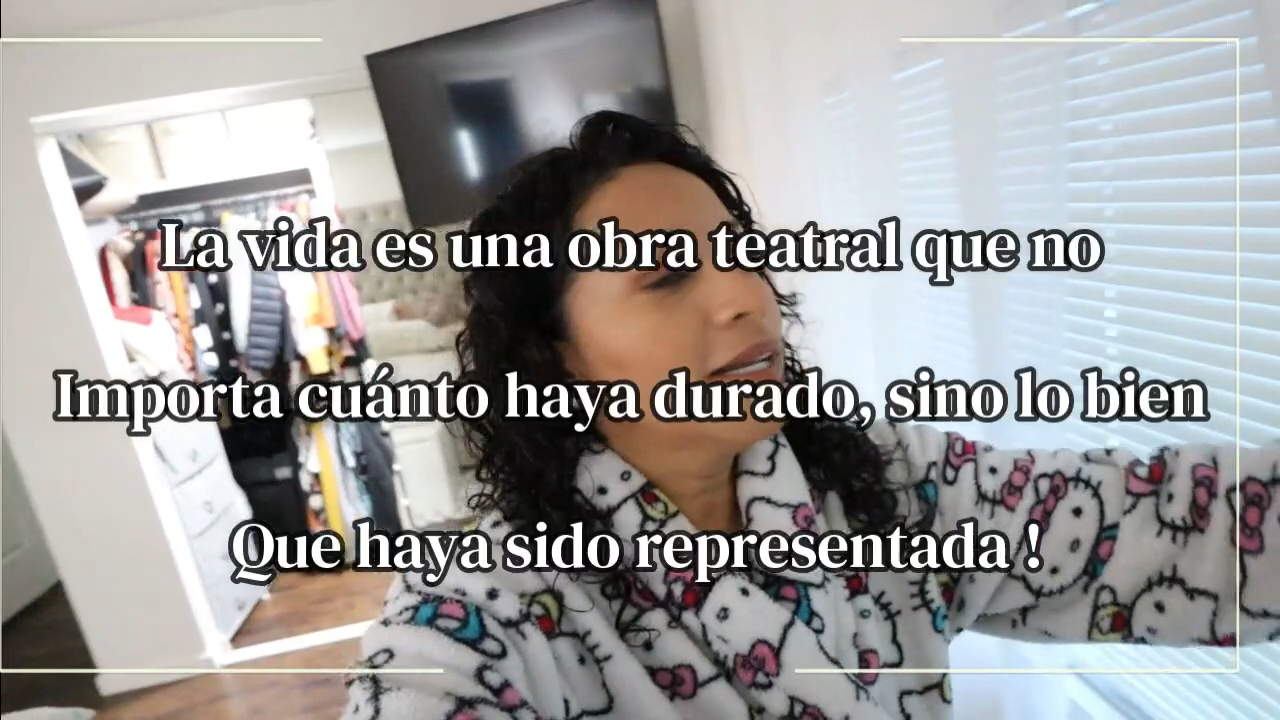 La vida es una obra teatral que no
Importa cuánto haya durado, sino lo bien
Que haya sido representada !